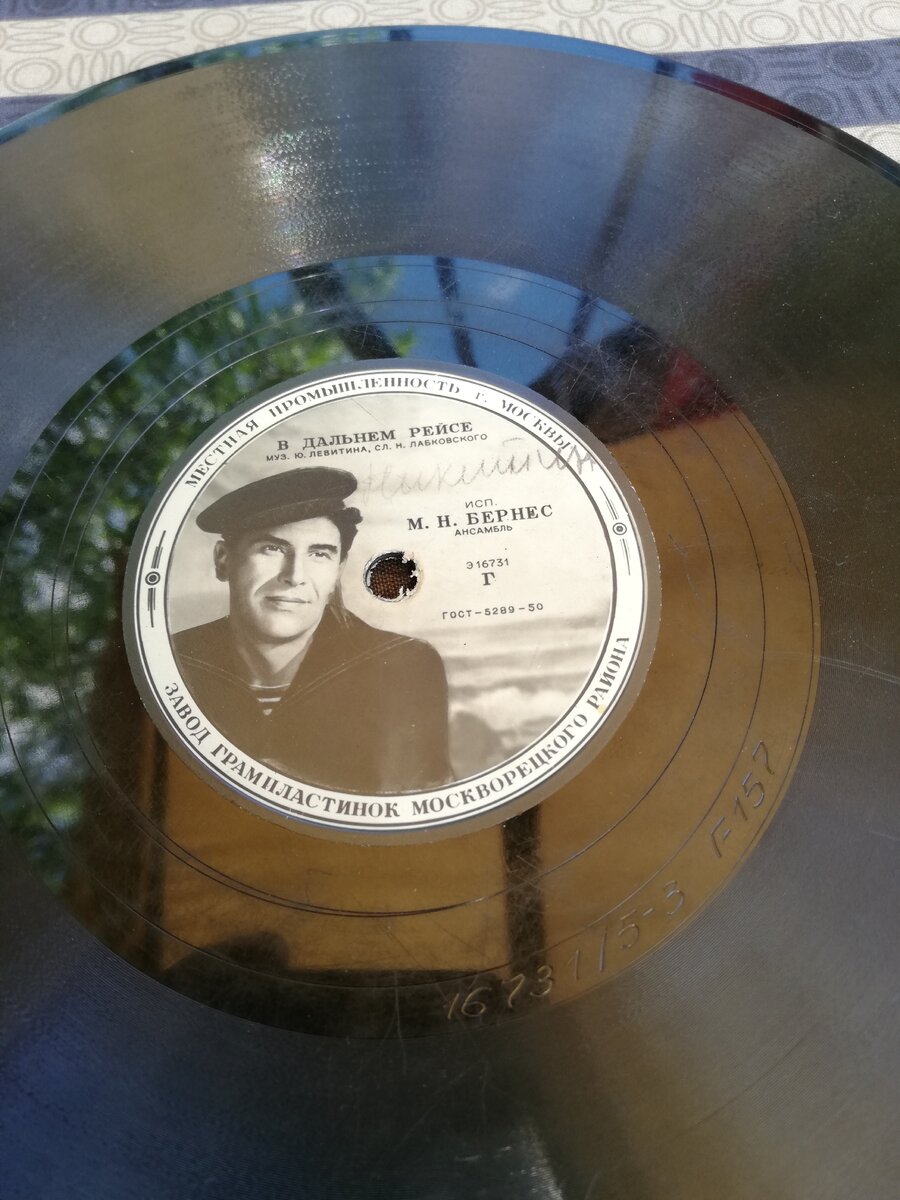 МЕСТНАЯ ПРОМЫШЛЕННОСТЬ Г. МОСКВЫ
В ДАЛЬНЕМ РЕЙСЕ
МУЗ. Ю. ЛЕВИТИНА, СЛ. Н. ЛАБКОВСКОГО
ИСП.
М. Н. БЕРНЕС
АНСАМБЛЬ
Э16731
Г
ГОСТ-5289-50
ЗАВОД ГРАМПЛАСТИНОК МОСКВОРЕЦКОГО РАЙОНА
16731/5-3 Г-157